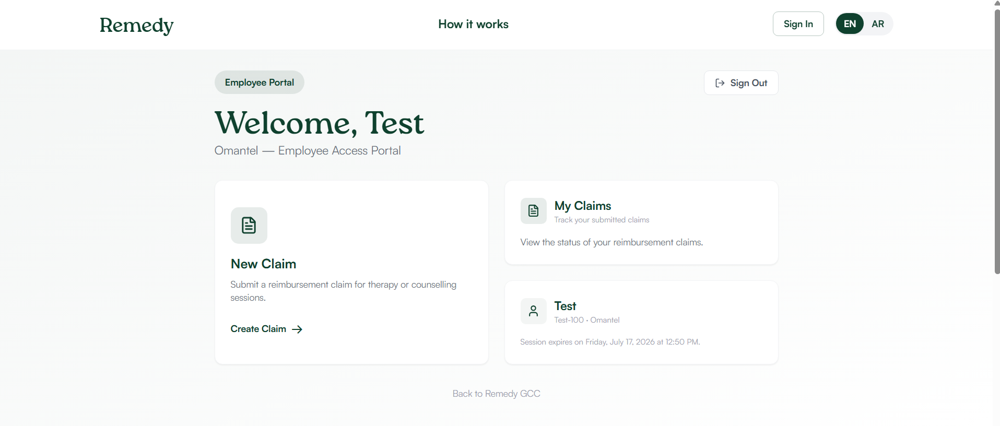 Remedy
How it works
Sign In
EN
AR
Employee Portal
Sign Out
Welcome, Test
Omantel — Employee Access Portal
New Claim
Submit a reimbursement claim for therapy or counselling
sessions.
Create Claim →
My Claims
Track your submitted claims
View the status of your reimbursement claims.
Test
Test-100 · Omantel
Session expires on Friday, July 17, 2026 at 12:50 PM.
Back to Remedy GCC